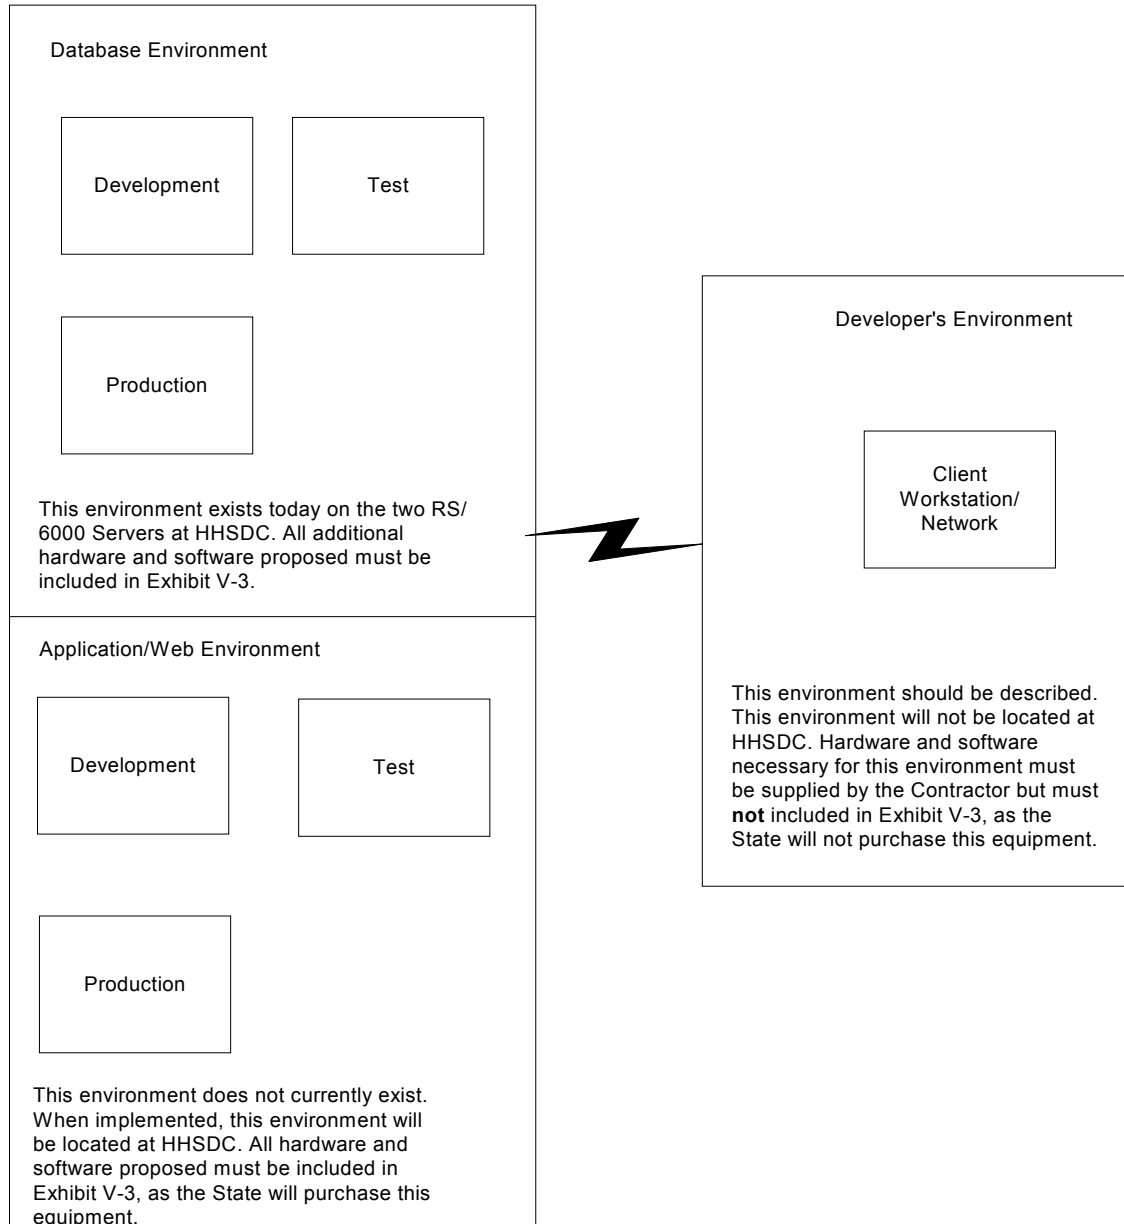 Database Environment
Development
Test
Production
This environment exists today on the two RS/
6000 Servers at HHSDC. All additional
hardware and software proposed must be
included in Exhibit V-3.
Application/Web Environment
Development
Test
Production
This environment does not currently exist.
When implemented, this environment will
be located at HHSDC. All hardware and
software proposed must be included in
Exhibit V-3, as the State will purchase this
equipment.
Developer's Environment
Client
Workstation/
Network
This environment should be described.
This environment will not be located at
HHSDC. Hardware and software
necessary for this environment must
be supplied by the Contractor but must
not included in Exhibit V-3, as the
State will not purchase this equipment.